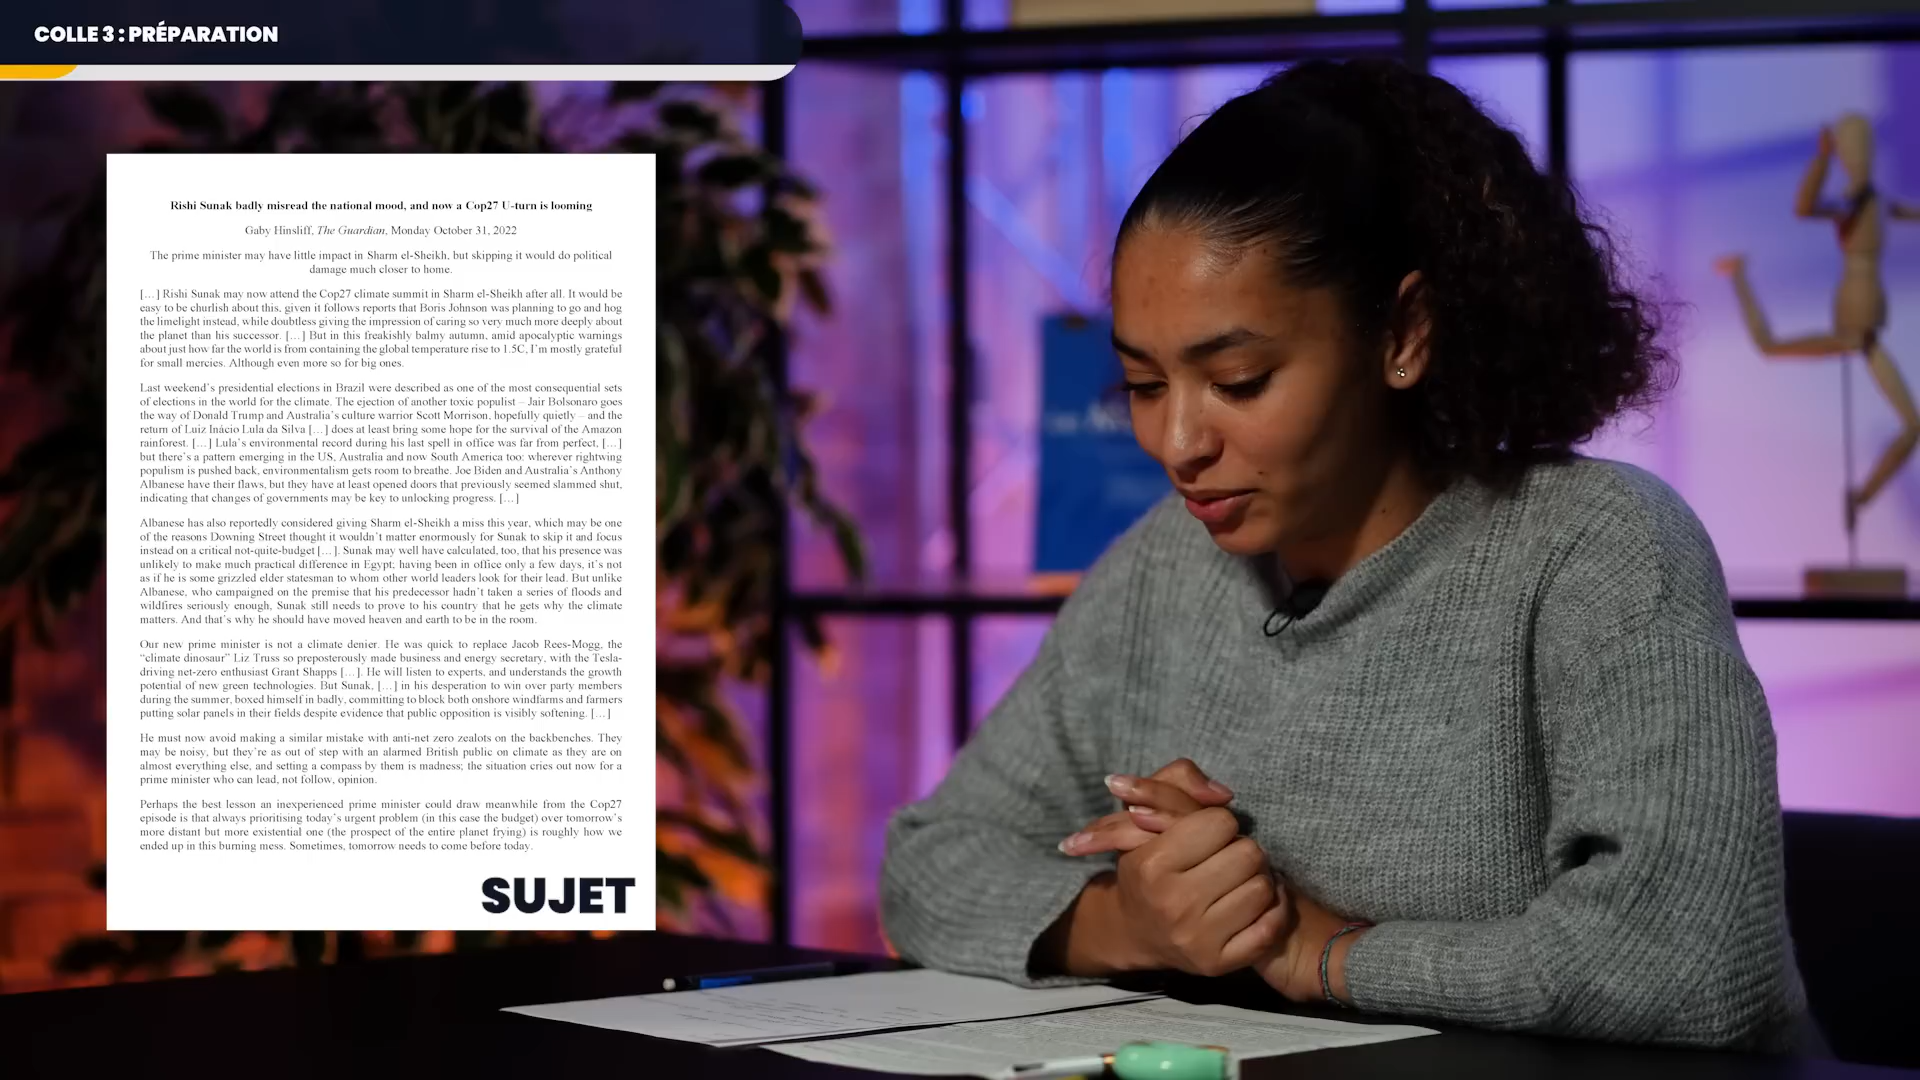 COLLE 3 : PRÉPARATION
Rishi Sunak badly misread the national mood, and now a Cop27 U-turn is looming
Gaby Hinsliff, The Guardian, Monday October 31, 2022
The prime minister may have little impact in Sharm el-Sheikh, but skipping it would do political
damage much closer to home.
[…] Rishi Sunak may now attend the Cop27 climate summit in Sharm el-Sheikh after all. It would be
easy to be churlish about this, given it follows reports that Boris Johnson was planning to go and hog
the limelight instead, while doubtless giving the impression of caring so very much more deeply about
the planet than his successor. […] But in this freakishly balmy autumn, amid apocalyptic warnings
about just how far the world is from containing the global temperature rise to 1.5C, I'm mostly grateful
for small mercies. Although even more so for big ones.
Last weekend's presidential elections in Brazil were described as one of the most consequential sets
of elections in the world for the climate. The ejection of another toxic populist – Jair Bolsonaro goes
the way of Donald Trump and Australia's culture warrior Scott Morrison, hopefully quietly – and the
return of Luiz Inácio Lula da Silva […] does at least bring some hope for the survival of the Amazon
rainforest. […] Lula's environmental record during his last spell in office was far from perfect, […]
but there's a pattern emerging in the US, Australia and now South America too: wherever rightwing
populism is pushed back, environmentalism gets room to breathe. Joe Biden and Australia's Anthony
Albanese have their flaws, but they have at least opened doors that previously seemed slammed shut,
indicating that changes of governments may be key to unlocking progress. […]
Albanese has also reportedly considered giving Sharm el-Sheikh a miss this year, which may be one
of the reasons Downing Street thought it wouldn't matter enormously for Sunak to skip it and focus
instead on a critical not-quite-budget […]. Sunak may well have calculated, too, that his presence was
unlikely to make much practical difference in Egypt; having been in office only a few days, it's not
as if he is some grizzled elder statesman to whom other world leaders look for their lead. But unlike
Albanese, who campaigned on the premise that his predecessor hadn't taken a series of floods and
wildfires seriously enough, Sunak still needs to prove to his country that he gets why the climate
matters. And that's why he should have moved heaven and earth to be in the room.
Our new prime minister is not a climate denier. He was quick to replace Jacob Rees-Mogg, the
“climate dinosaur” Liz Truss so preposterously made business and energy secretary, with the Tesla-
driving net-zero enthusiast Grant Shapps […]. He will listen to experts, and understands the growth
potential of new green technologies. But Sunak, […] in his desperation to win over party members
during the summer, boxed himself in badly, committing to block both onshore windfarms and farmers
putting solar panels in their fields despite evidence that public opposition is visibly softening. […]
He must now avoid making a similar mistake with anti-net zero zealots on the backbenches. They
may be noisy, but they're as out of step with an alarmed British public on climate as they are on
almost everything else, and setting a compass by them is madness; the situation cries out now for a
prime minister who can lead, not follow, opinion.
Perhaps the best lesson an inexperienced prime minister could draw meanwhile from the Cop27
episode is that always prioritising today's urgent problem (in this case the budget) over tomorrow's
more distant but more existential one (the prospect of the entire planet frying) is roughly how we
ended up in this burning mess. Sometimes, tomorrow needs to come before today.
SUJET